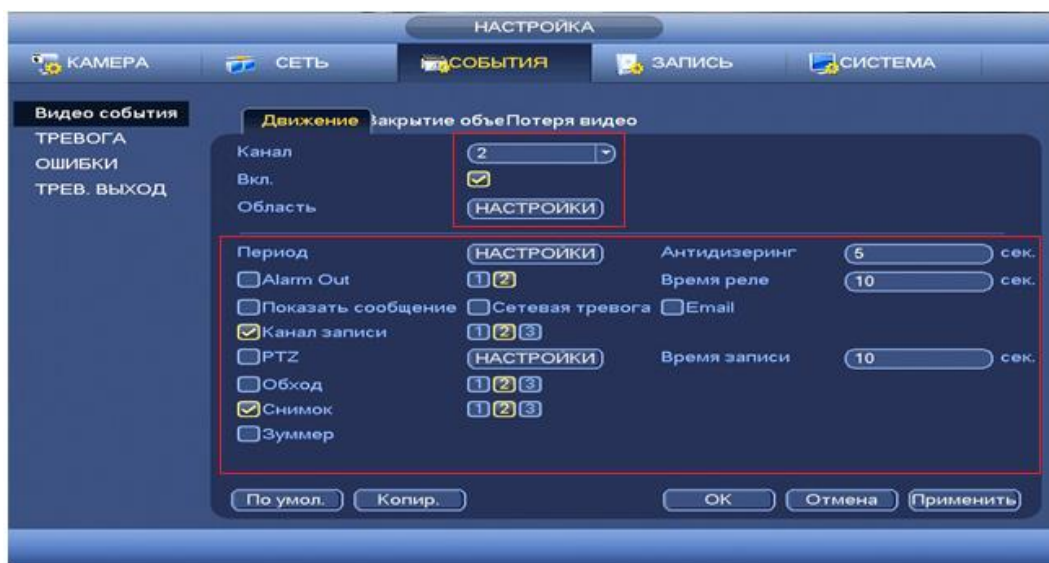 НАСТРОЙКА
КАМЕРА СЕТЬ СОБЫТИЯ ЗАПИСЬ СИСТЕМА
Видео события
ТРЕВОГА
ОШИБКИ
ТРЕВ. ВЫХОД
Движение Закрытие объе Потеря видео
Канал 2
Вкл.
Область НАСТРОЙКИ
Период НАСТРОЙКИ Антидизеринг 5 сек.
Alarm Out 1 2 Время реле 10 сек.
Показать сообщение Сетевая тревога Email
Канал записи 1 2 3
PTZ НАСТРОЙКИ Время записи 10 сек.
Обход 1 2 3
Снимок 1 2 3
Зуммер
По умол. Копир. OK Отмена Применить